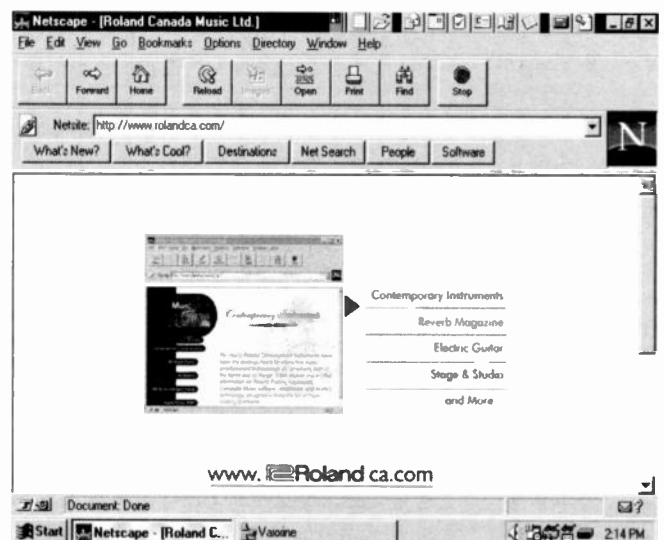 Netscape - [Roland Canada Music Ltd.]
File Edit View Go Bookmarks Options Directory Window Help
Back Forward Home Reload Images Open Print Find Stop
Netsite: http://www.rolandca.com/
N
What's New? What's Cool? Destinations Net Search People Software
Music
Contemporary Instruments
Contemporary Instruments
Reverb Magazine
Electric Guitar
Stage & Studio
and More
www.Roland ca.com
Document: Done
Start Netscape - [Roland C... 2:14 PM